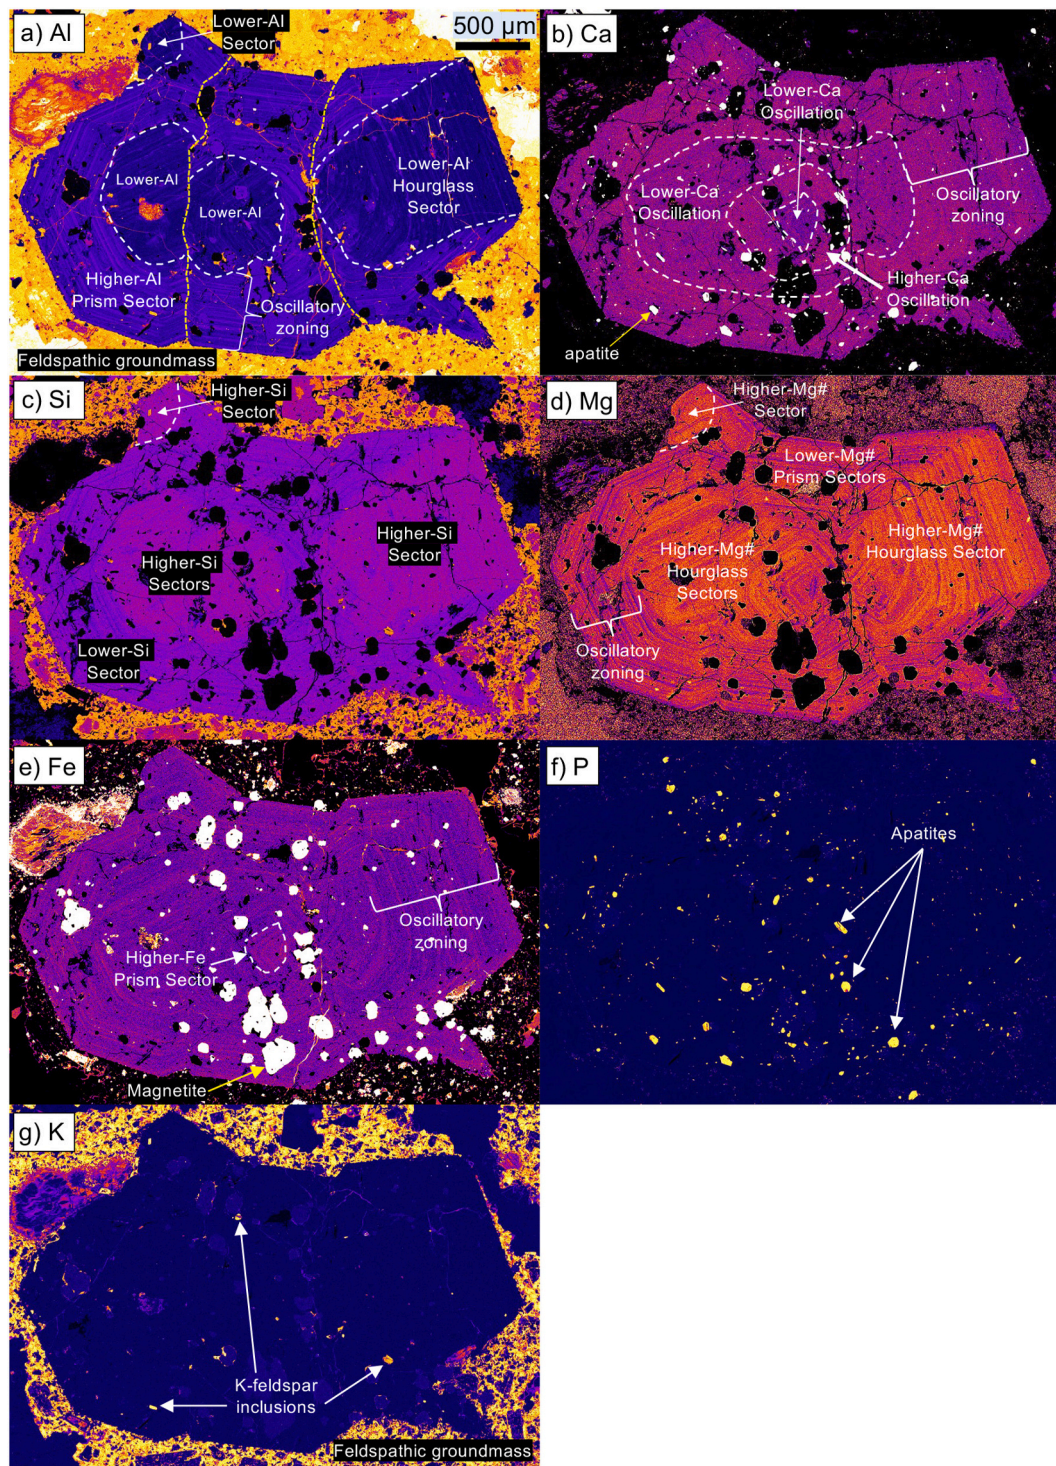 a) Al
Lower-Al
Sector
500 µm
Lower-Al
Lower-Al
Lower-Al
Hourglass
Sector
Higher-Al
Prism Sector
Oscillatory
zoning
Feldspathic groundmass
b) Ca
Lower-Ca
Oscillation
Lower-Ca
Oscillation
Oscillatory
zoning
Higher-Ca
Oscillation
apatite
c) Si
Higher-Si
Sector
Higher-Si
Sector
Higher-Si
Sectors
Lower-Si
Sector
d) Mg
Higher-Mg#
Sector
Lower-Mg#
Prism Sectors
Higher-Mg#
Hourglass Sector
Higher-Mg#
Hourglass
Sectors
Oscillatory
zoning
e) Fe
Oscillatory
zoning
Higher-Fe
Prism Sector
Magnetite
f) P
Apatites
g) K
K-feldspar
inclusions
Feldspathic groundmass